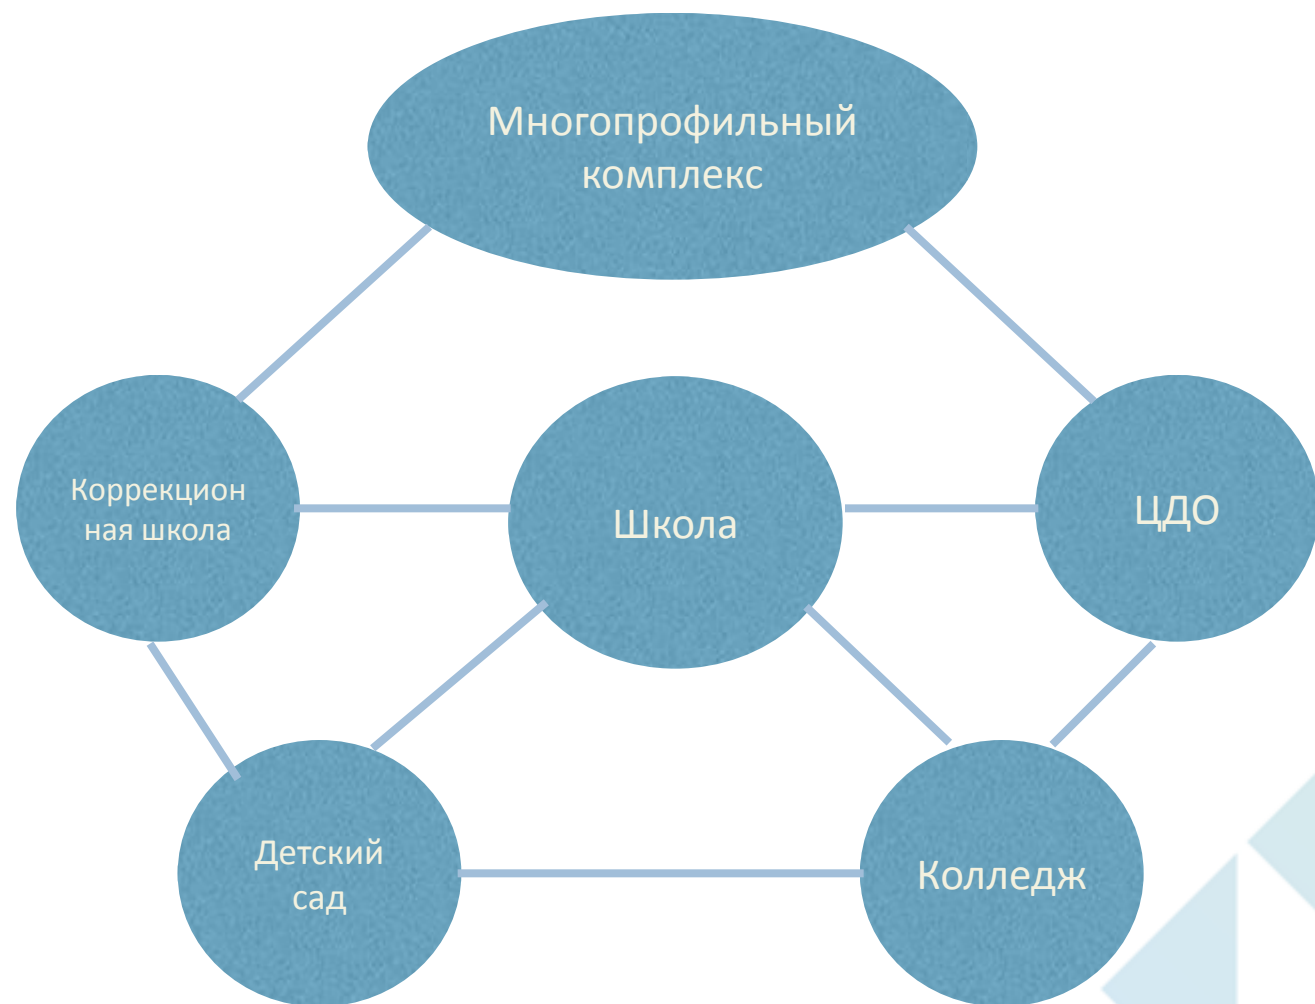 Многопрофильный
комплекс
Коррекцион
ная школа
Школа
ЦДО
Детский
сад
Колледж